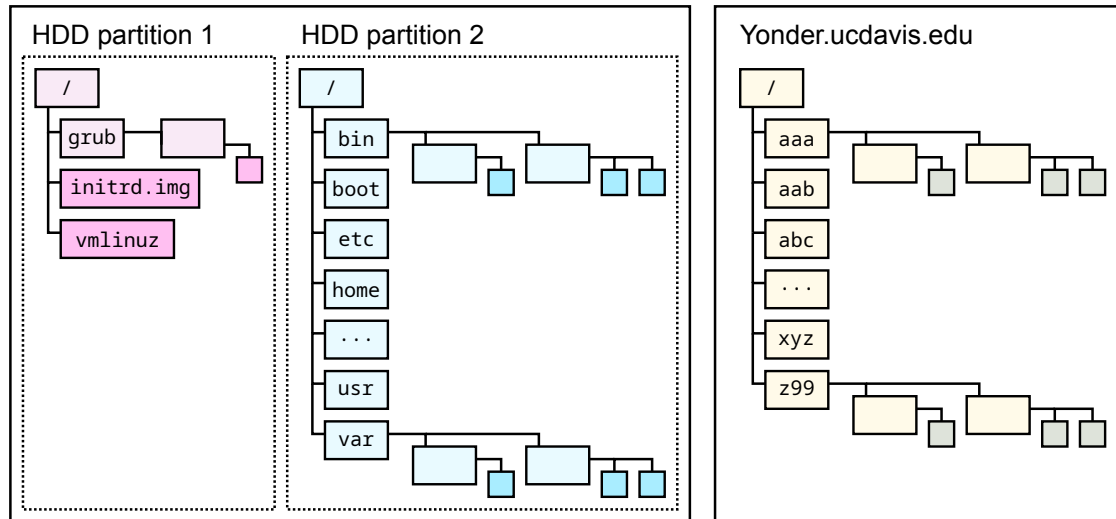 HDD partition 1
/
grub
initrd.img
vmlinuz
HDD partition 2
/
bin
boot
etc
home
...
usr
var
Yonder.ucdavis.edu
/
aaa
aab
abc
...
xyz
z99